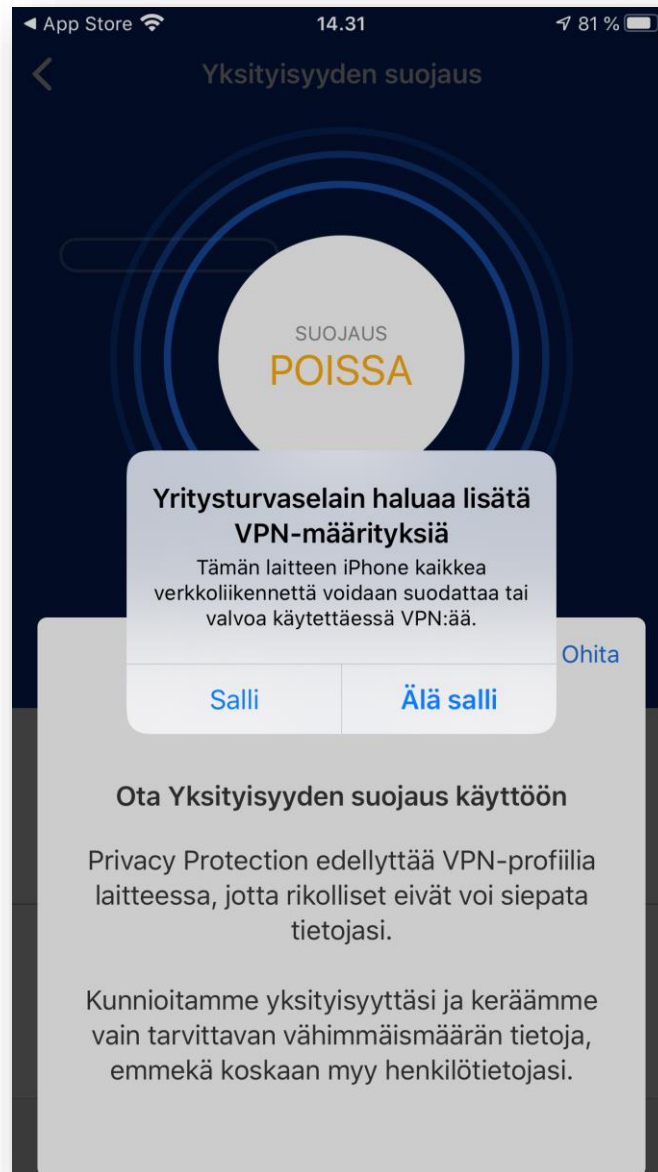 ◀ App Store 14.31 81 %
Yksityisyyden suojaus
SUOJAUS
POISSA
Yritysturvaselain haluaa lisätä
VPN-määrityksiä
Tämän laitteen iPhone kaikkea
verkkoliikennettä voidaan suodattaa tai
valvoa käytettäessä VPN:ää.
Ohita
Salli Älä salli
Ota Yksityisyyden suojaus käyttöön
Privacy Protection edellyttää VPN-profiilia
laitteessa, jotta rikolliset eivät voi siepata
tietojasi.
Kunnioitamme yksityisyyttäsi ja keräämme
vain tarvittavan vähimmäismäärän tietoja,
emmekä koskaan myy henkilötietojasi.